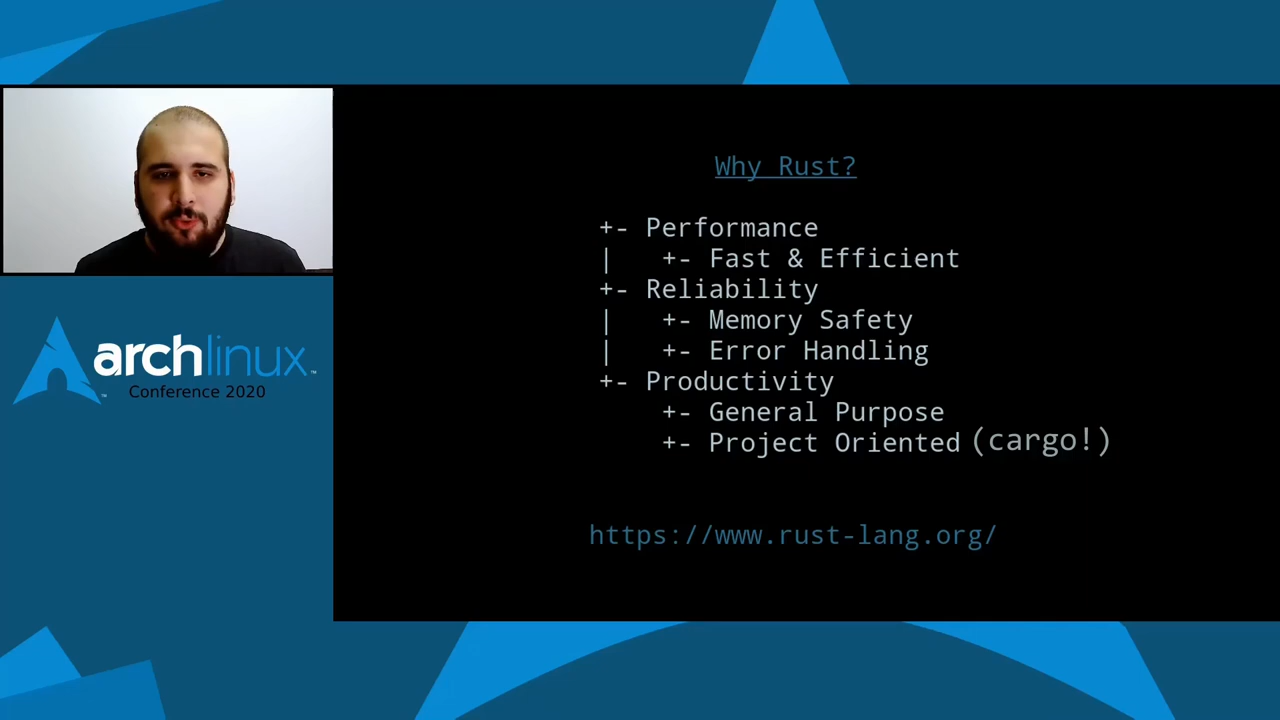 Why Rust?
+- Performance
|   +- Fast & Efficient
+- Reliability
|   +- Memory Safety
|   +- Error Handling
+- Productivity
    +- General Purpose
    +- Project Oriented (cargo!)
https://www.rust-lang.org/
archlinux™
Conference 2020